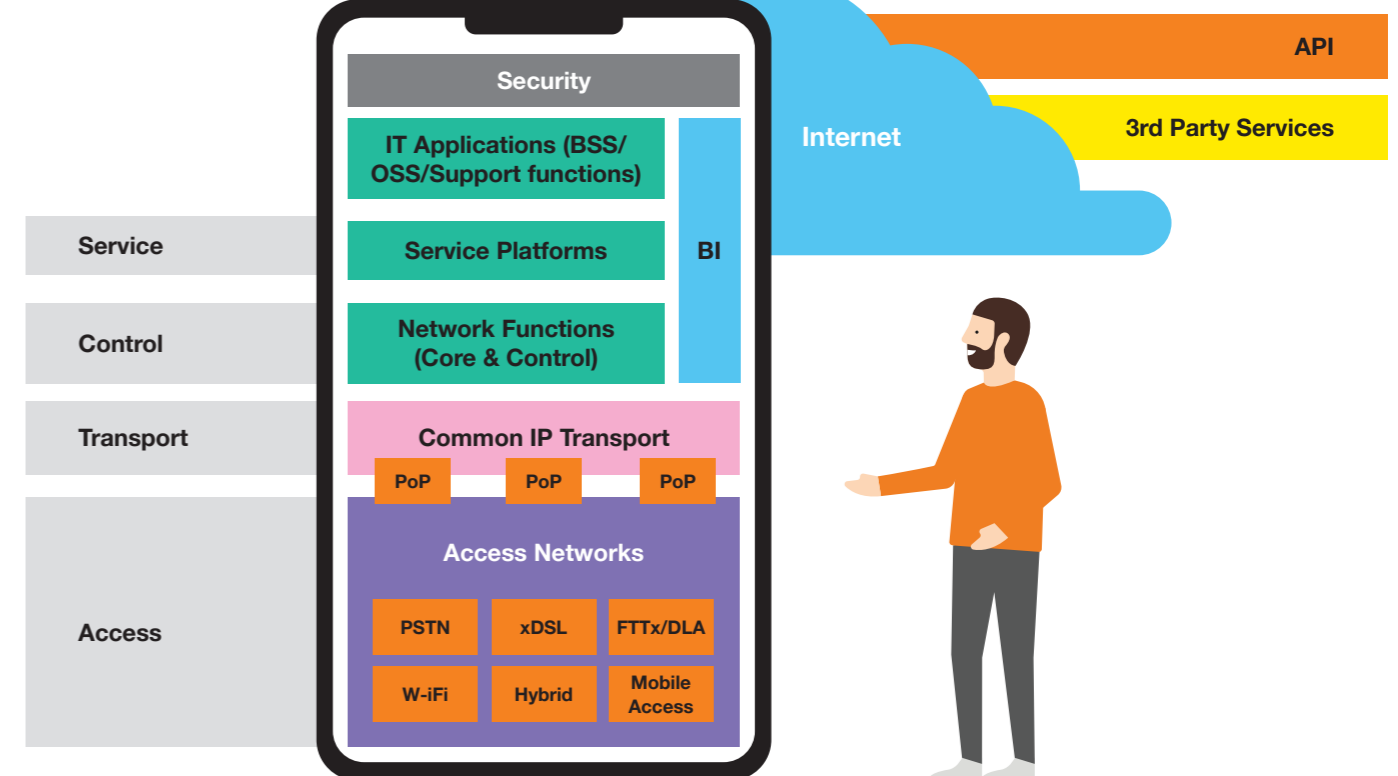 API
Security
3rd Party Services
Internet
IT Applications (BSS/
OSS/Support functions)
Service
Service Platforms
BI
Control
Network Functions
(Core & Control)
Transport
Common IP Transport
PoP
PoP
PoP
Access Networks
Access
PSTN
xDSL
FTTx/DLA
W-iFi
Hybrid
Mobile
Access